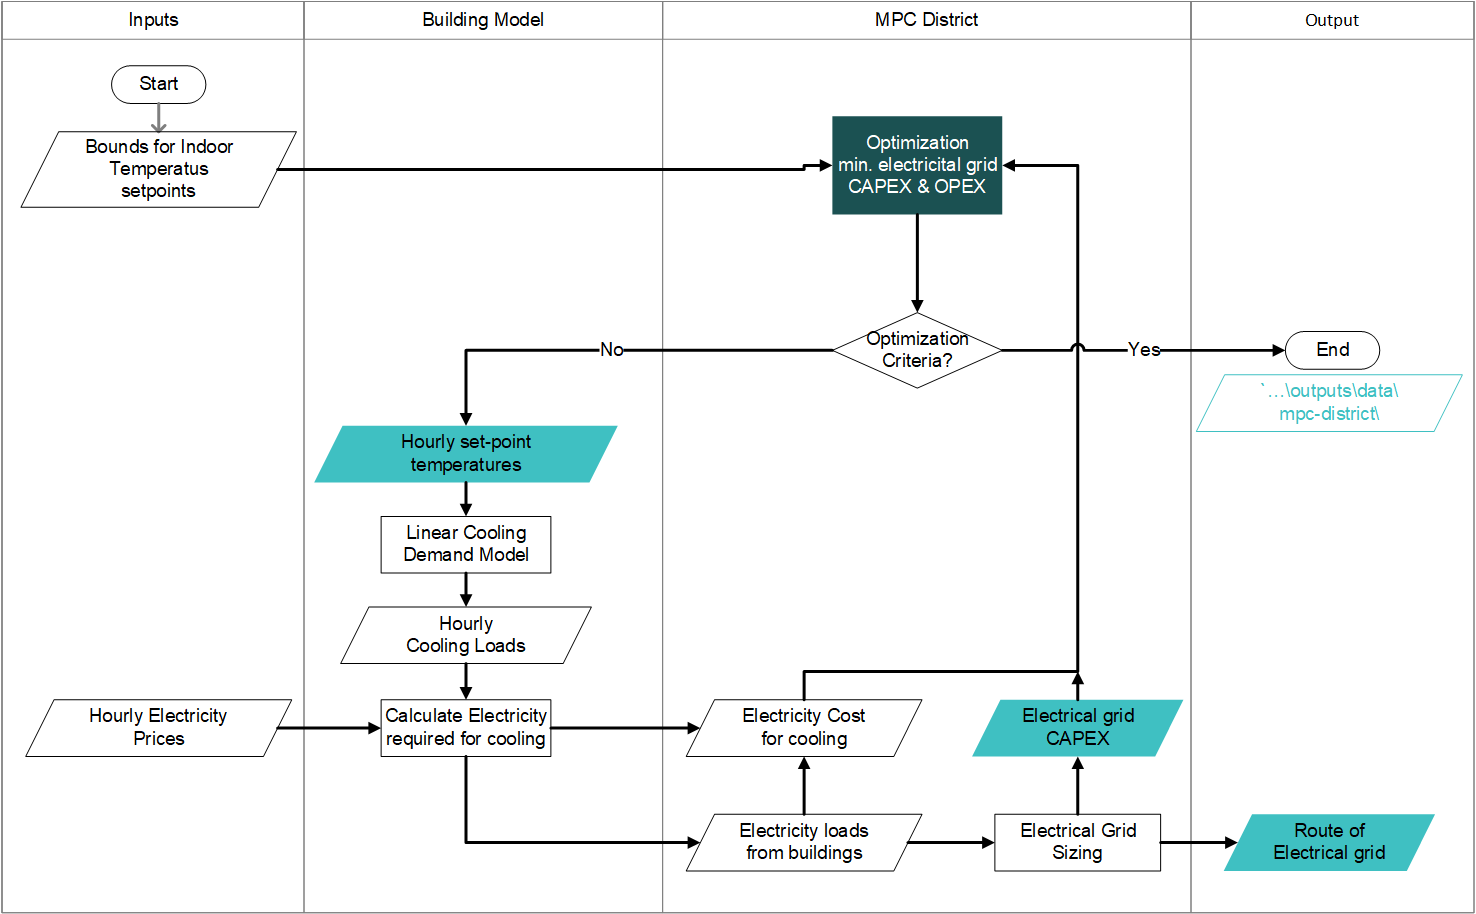 Inputs
Building Model
MPC District
Output
Start
Bounds for Indoor
Temperatus
setpoints
Optimization
min. electricital grid
CAPEX & OPEX
Optimization
Criteria?
No
Yes
End
`...\outputs\data\
mpc-district\
Hourly set-point
temperatures
Linear Cooling
Demand Model
Hourly
Cooling Loads
Hourly Electricity
Prices
Calculate Electricity
required for cooling
Electricity Cost
for cooling
Electrical grid
CAPEX
Electricity loads
from buildings
Electrical Grid
Sizing
Route of
Electrical grid